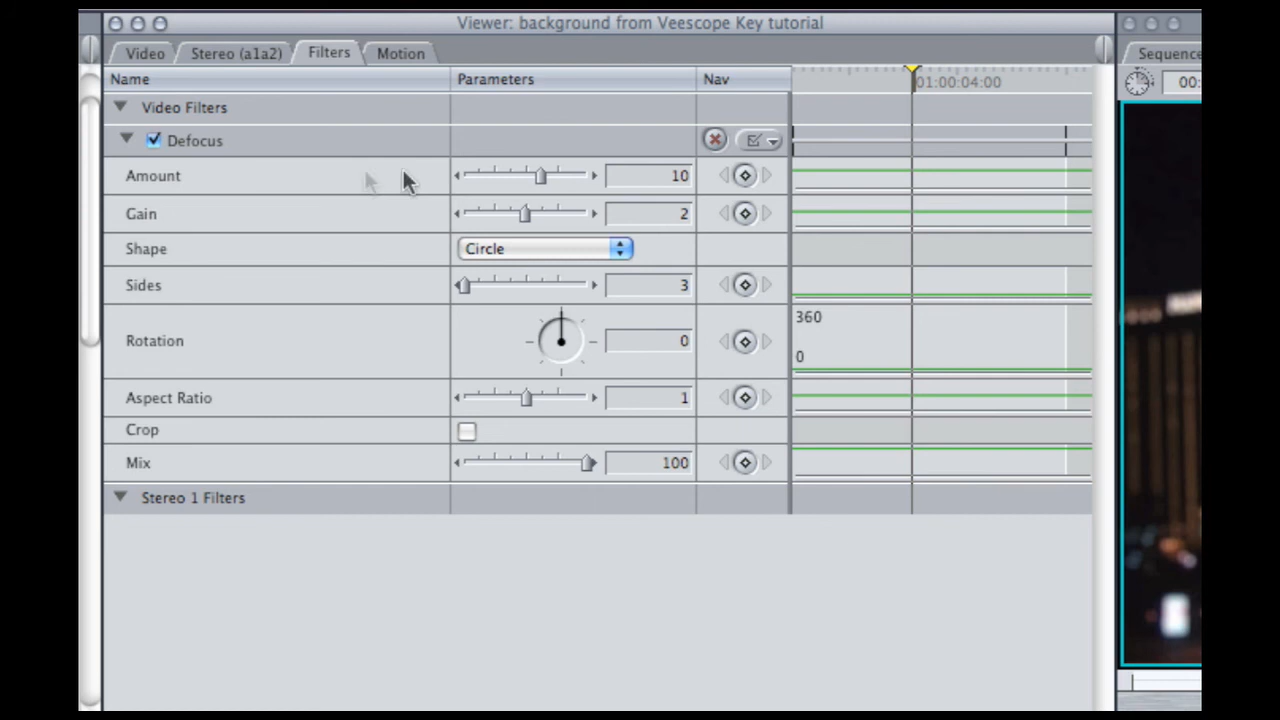 Viewer: background from Veescope Key tutorial
Video Stereo (a1a2) Filters Motion Sequence
Name Parameters Nav 01:00:04:00 00:
Video Filters
Defocus
Amount 10
Gain 2
Shape Circle
Sides 3
360
Rotation 0
0
Aspect Ratio 1
Crop
Mix 100
Stereo 1 Filters